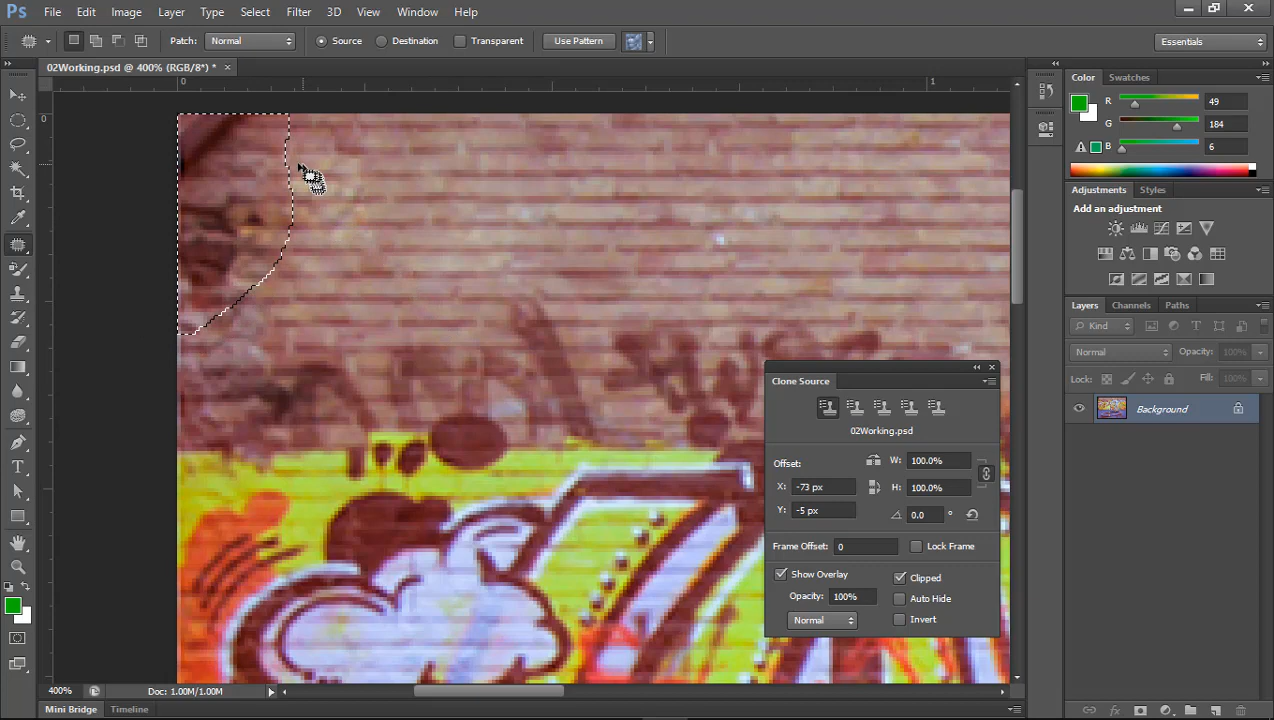 Ps File Edit Image Layer Type Select Filter 3D View Window Help
Patch: Normal Source Destination Transparent Use Pattern Essentials
02Working.psd @ 400% (RGB/8*) * ×
0 1
0
Color Swatches
R 49
G 184
B 6
Adjustments Styles
Add an adjustment
Layers Channels Paths
Kind
Normal Opacity: 100%
Lock: Fill: 100%
Background
Clone Source
02Working.psd
Offset: W: 100.0%
X: -73 px H: 100.0%
Y: -5 px 0.0 °
Frame Offset: 0 Lock Frame
Show Overlay Clipped
Opacity: 100% Auto Hide
Normal Invert
400% Doc: 1.00M/1.00M
Mini Bridge Timeline